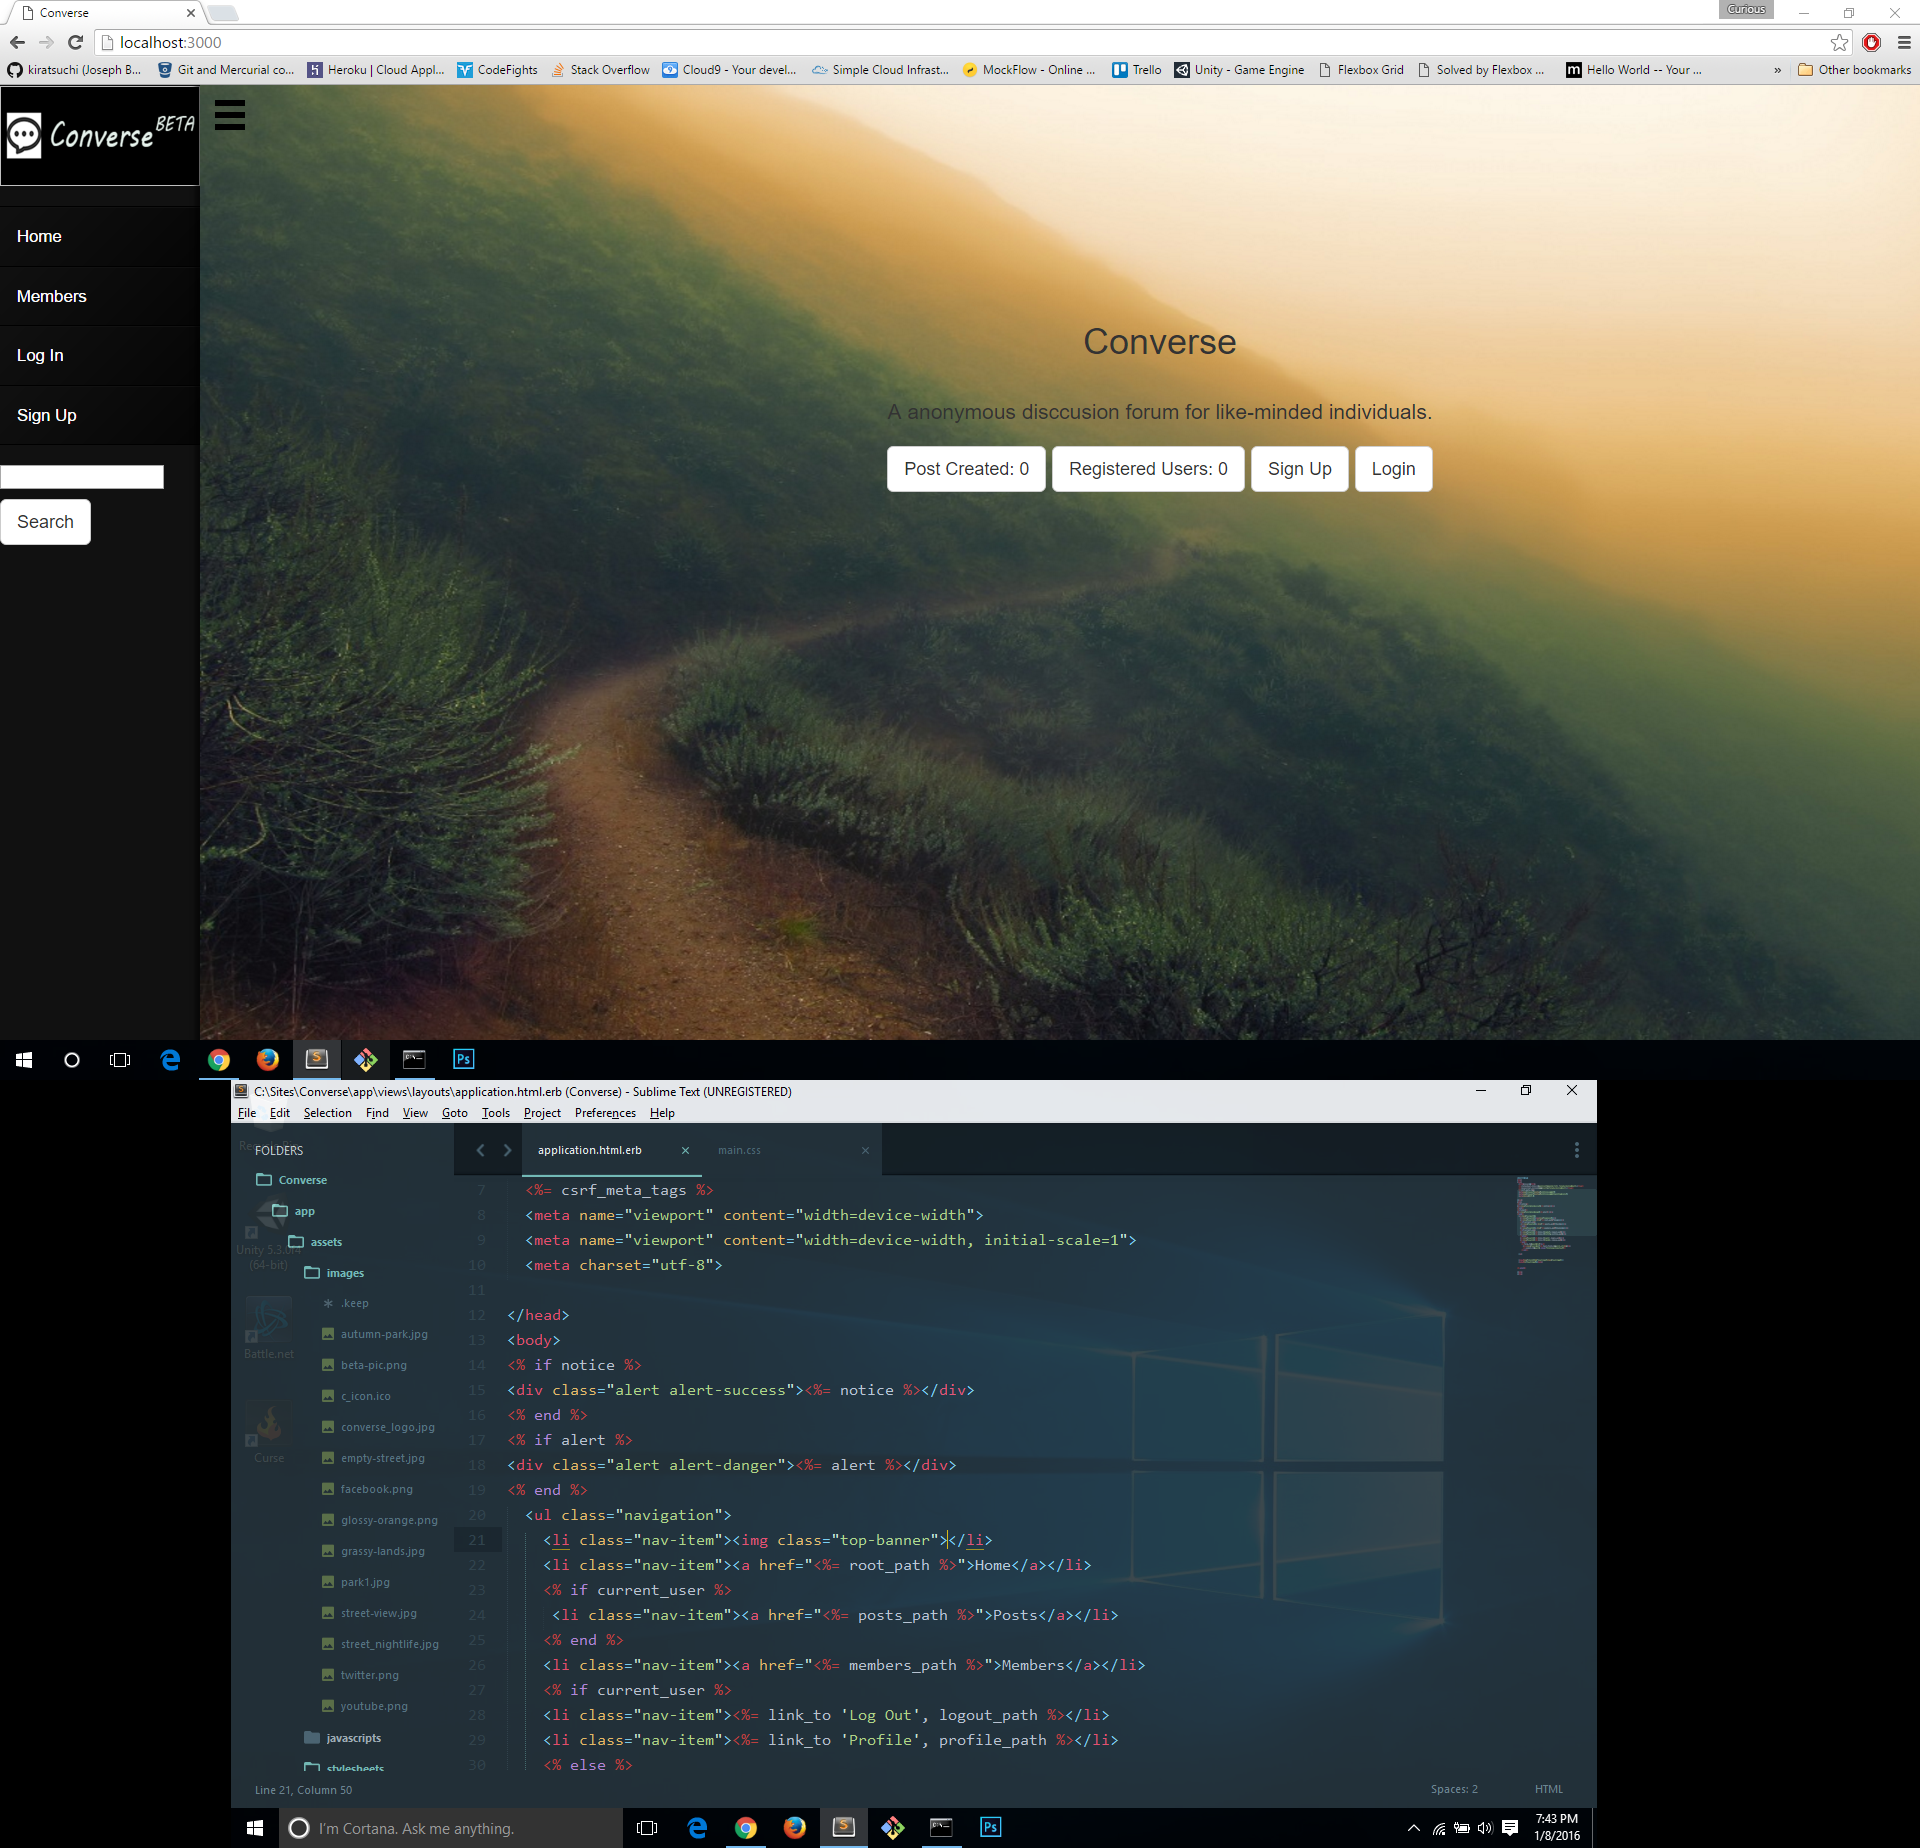 Converse
Curious
localhost:3000
kiratsuchi (Joseph B... Git and Mercurial co... Heroku | Cloud Appl... CodeFights Stack Overflow Cloud9 - Your devel... Simple Cloud Infrast... MockFlow - Online ... Trello Unity - Game Engine Flexbox Grid Solved by Flexbox ... Hello World -- Your ... » Other bookmarks
Converse BETA
Home
Members
Log In
Sign Up
Search
Converse
A anonymous disccusion forum for like-minded individuals.
Post Created: 0 Registered Users: 0 Sign Up Login
C:\Sites\Converse\app\views\layouts\application.html.erb (Converse) - Sublime Text (UNREGISTERED)
File Edit Selection Find View Goto Tools Project Preferences Help
FOLDERS
Converse
app
assets
images
.keep
autumn-park.jpg
beta-pic.png
c_icon.ico
converse_logo.jpg
empty-street.jpg
facebook.png
glossy-orange.png
grassy-lands.jpg
park1.jpg
street-view.jpg
street_nightlife.jpg
twitter.png
youtube.png
javascripts
stylesheets
Unity 5.3.0f4
(64-bit)
Battle.net
Curse
application.html.erb main.css
7 <%= csrf_meta_tags %>
8 <meta name="viewport" content="width=device-width">
9 <meta name="viewport" content="width=device-width, initial-scale=1">
10 <meta charset="utf-8">
11
12 </head>
13 <body>
14 <% if notice %>
15 <div class="alert alert-success"><%= notice %></div>
16 <% end %>
17 <% if alert %>
18 <div class="alert alert-danger"><%= alert %></div>
19 <% end %>
20 <ul class="navigation">
21 <li class="nav-item"><img class="top-banner"></li>
22 <li class="nav-item"><a href="<%= root_path %>">Home</a></li>
23 <% if current_user %>
24 <li class="nav-item"><a href="<%= posts_path %>">Posts</a></li>
25 <% end %>
26 <li class="nav-item"><a href="<%= members_path %>">Members</a></li>
27 <% if current_user %>
28 <li class="nav-item"><%= link_to 'Log Out', logout_path %></li>
29 <li class="nav-item"><%= link_to 'Profile', profile_path %></li>
30 <% else %>
Line 21, Column 50 Spaces: 2 HTML
I'm Cortana. Ask me anything.
7:43 PM
1/8/2016